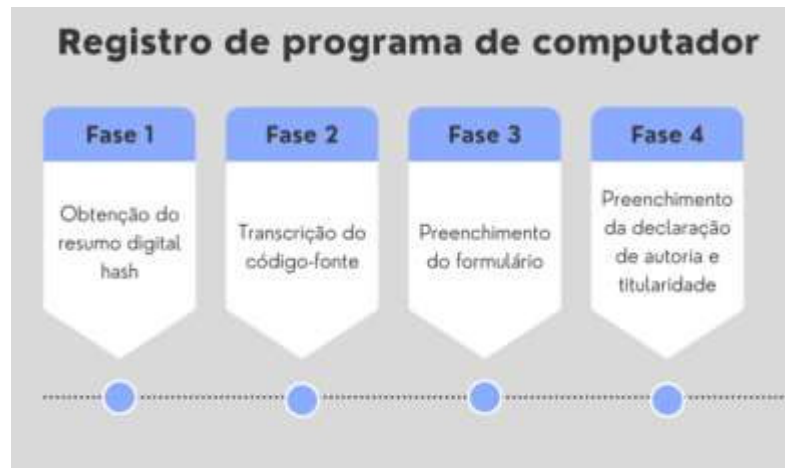 Registro de programa de computador
Fase 1
Obtenção do
resumo digital
hash
Fase 2
Transcrição do
código-fonte
Fase 3
Preenchimento
do formulário
Fase 4
Preenchimento
da declaração
de autoria e
titularidade